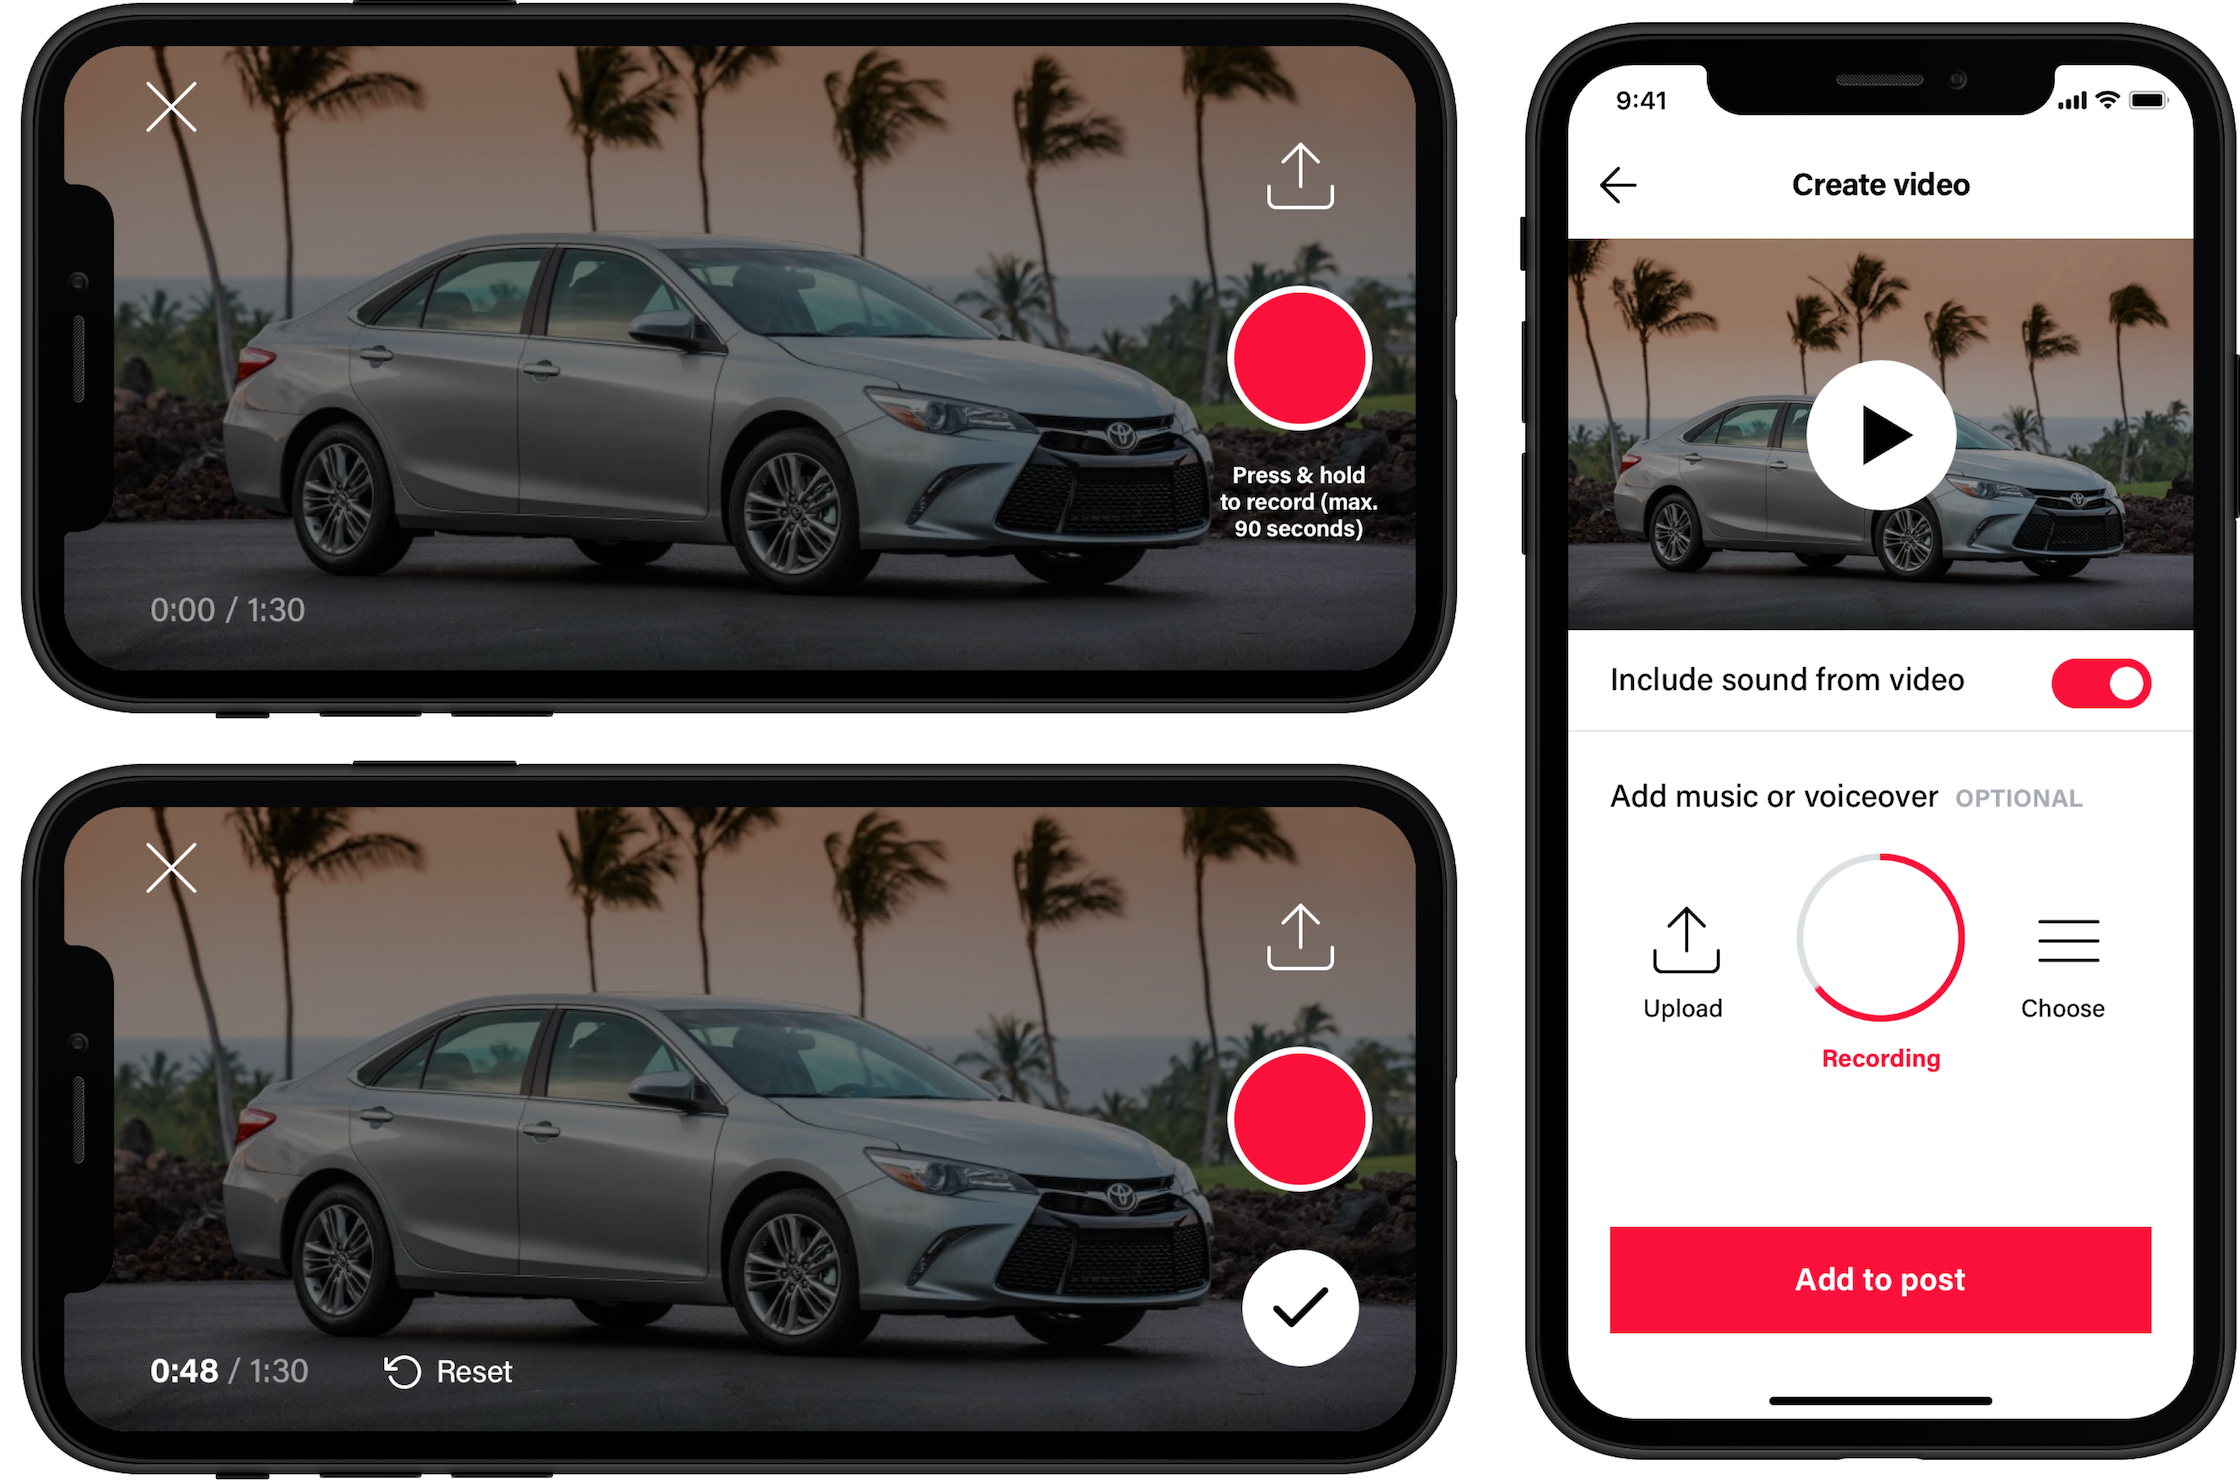 Press & hold
to record (max.
90 seconds)
0:00 / 1:30
0:48 / 1:30
Reset
9:41
Create video
Include sound from video
Add music or voiceover OPTIONAL
Upload
Choose
Recording
Add to post